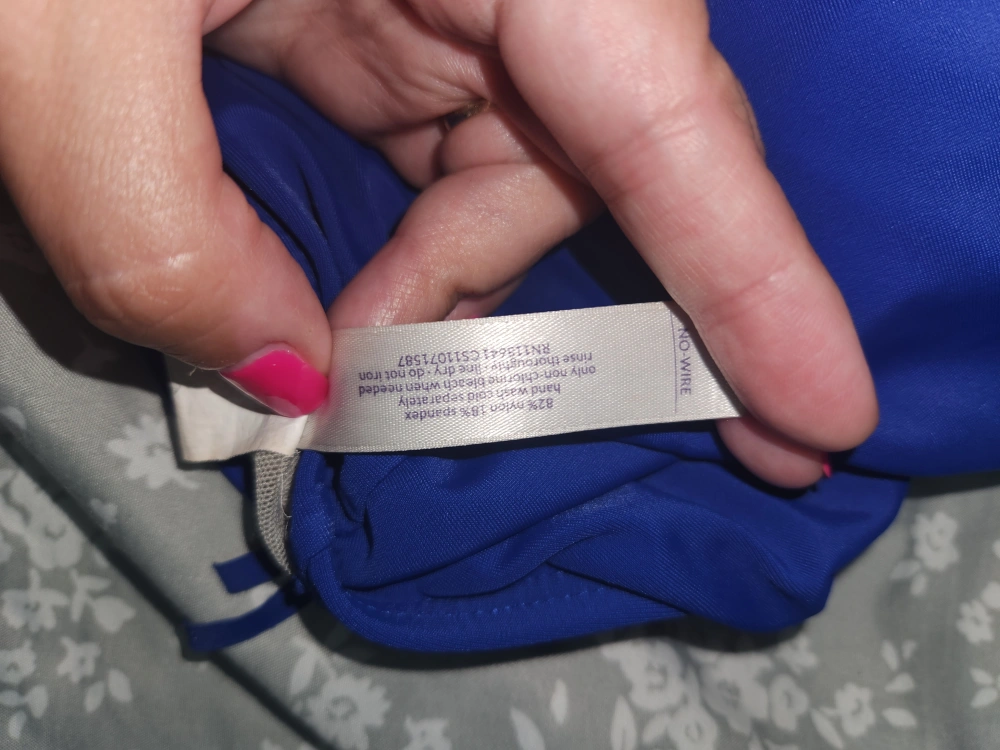 82% nylon 18% spandex
hand wash cold separately
only non-chlorine bleach when needed
rinse thoroughly - line dry - do not iron
RN115641 CS11071587
NO-WIRE